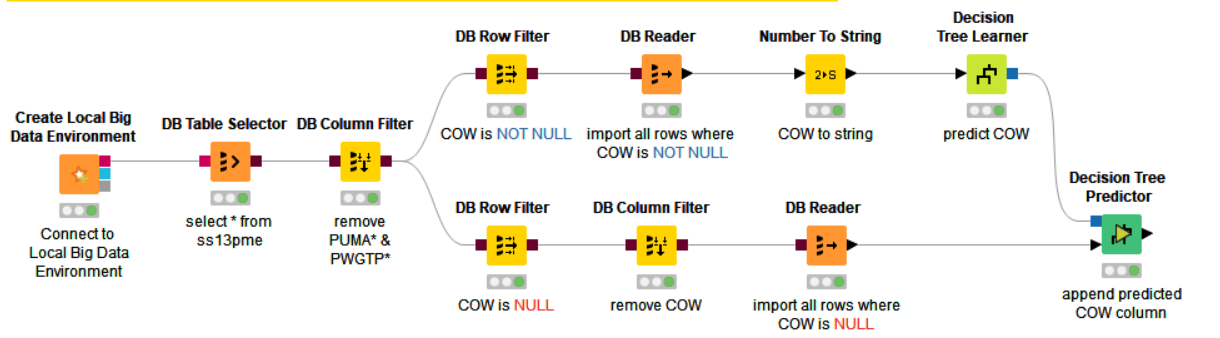 Create Local Big
Data Environment
Connect to
Local Big Data
Environment
DB Table Selector
select * from
ss13pme
DB Column Filter
remove
PUMA* &
PWGTP*
DB Row Filter
COW is NOT NULL
DB Reader
import all rows where
COW is NOT NULL
Number To String
2▸S
COW to string
Decision
Tree Learner
predict COW
DB Row Filter
COW is NULL
DB Column Filter
remove COW
DB Reader
import all rows where
COW is NULL
Decision Tree
Predictor
append predicted
COW column